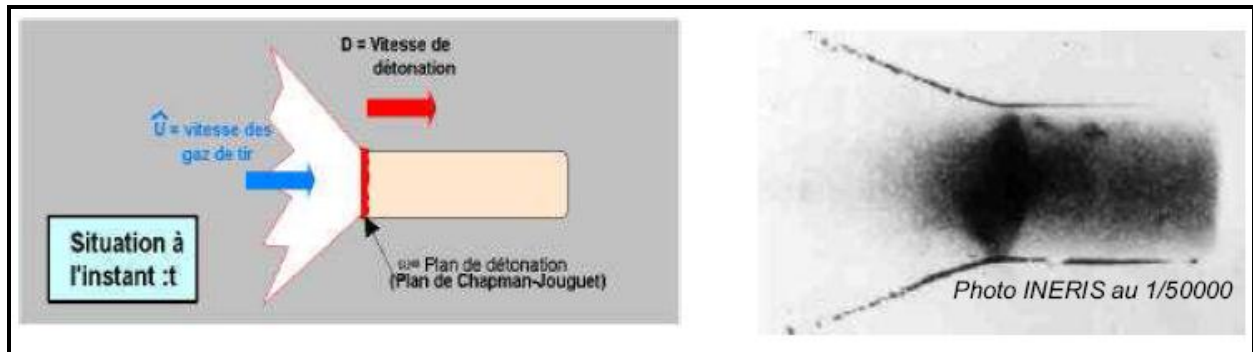 D = Vitesse de
détonation
Û = vitesse des
gaz de tir
Situation à
l'instant :t
ω= Plan de détonation
(Plan de Chapman-Jouguet)
Photo INERIS au 1/50000